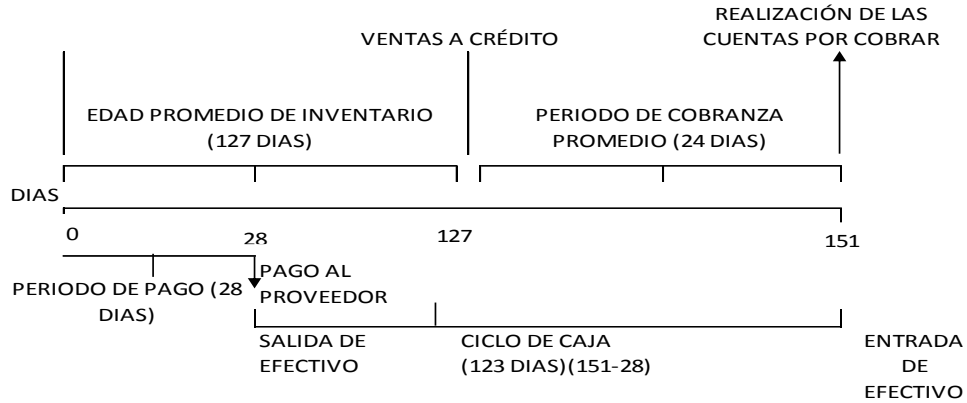 REALIZACIÓN DE LAS
CUENTAS POR COBRAR
VENTAS A CRÉDITO
EDAD PROMEDIO DE INVENTARIO
(127 DIAS)
PERIODO DE COBRANZA
PROMEDIO (24 DIAS)
DIAS
0
28
127
151
PERIODO DE PAGO (28
DIAS)
PAGO AL
PROVEEDOR
SALIDA DE
EFECTIVO
CICLO DE CAJA
(123 DIAS)(151-28)
ENTRADA
DE
EFECTIVO